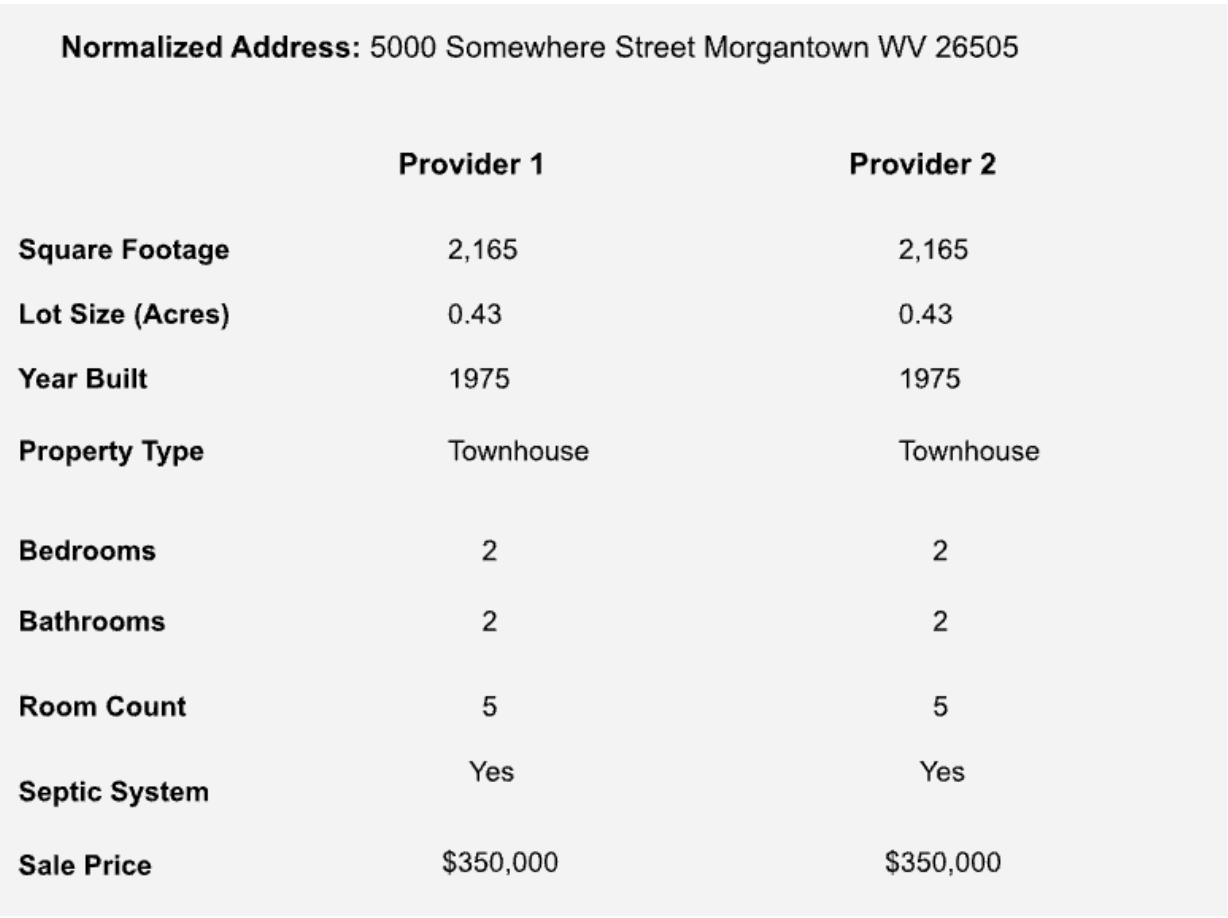 Normalized Address: 5000 Somewhere Street Morgantown WV 26505
Provider 1 Provider 2
Square Footage 2,165 2,165
Lot Size (Acres) 0.43 0.43
Year Built 1975 1975
Property Type Townhouse Townhouse
Bedrooms 2 2
Bathrooms 2 2
Room Count 5 5
Septic System Yes Yes
Sale Price $350,000 $350,000